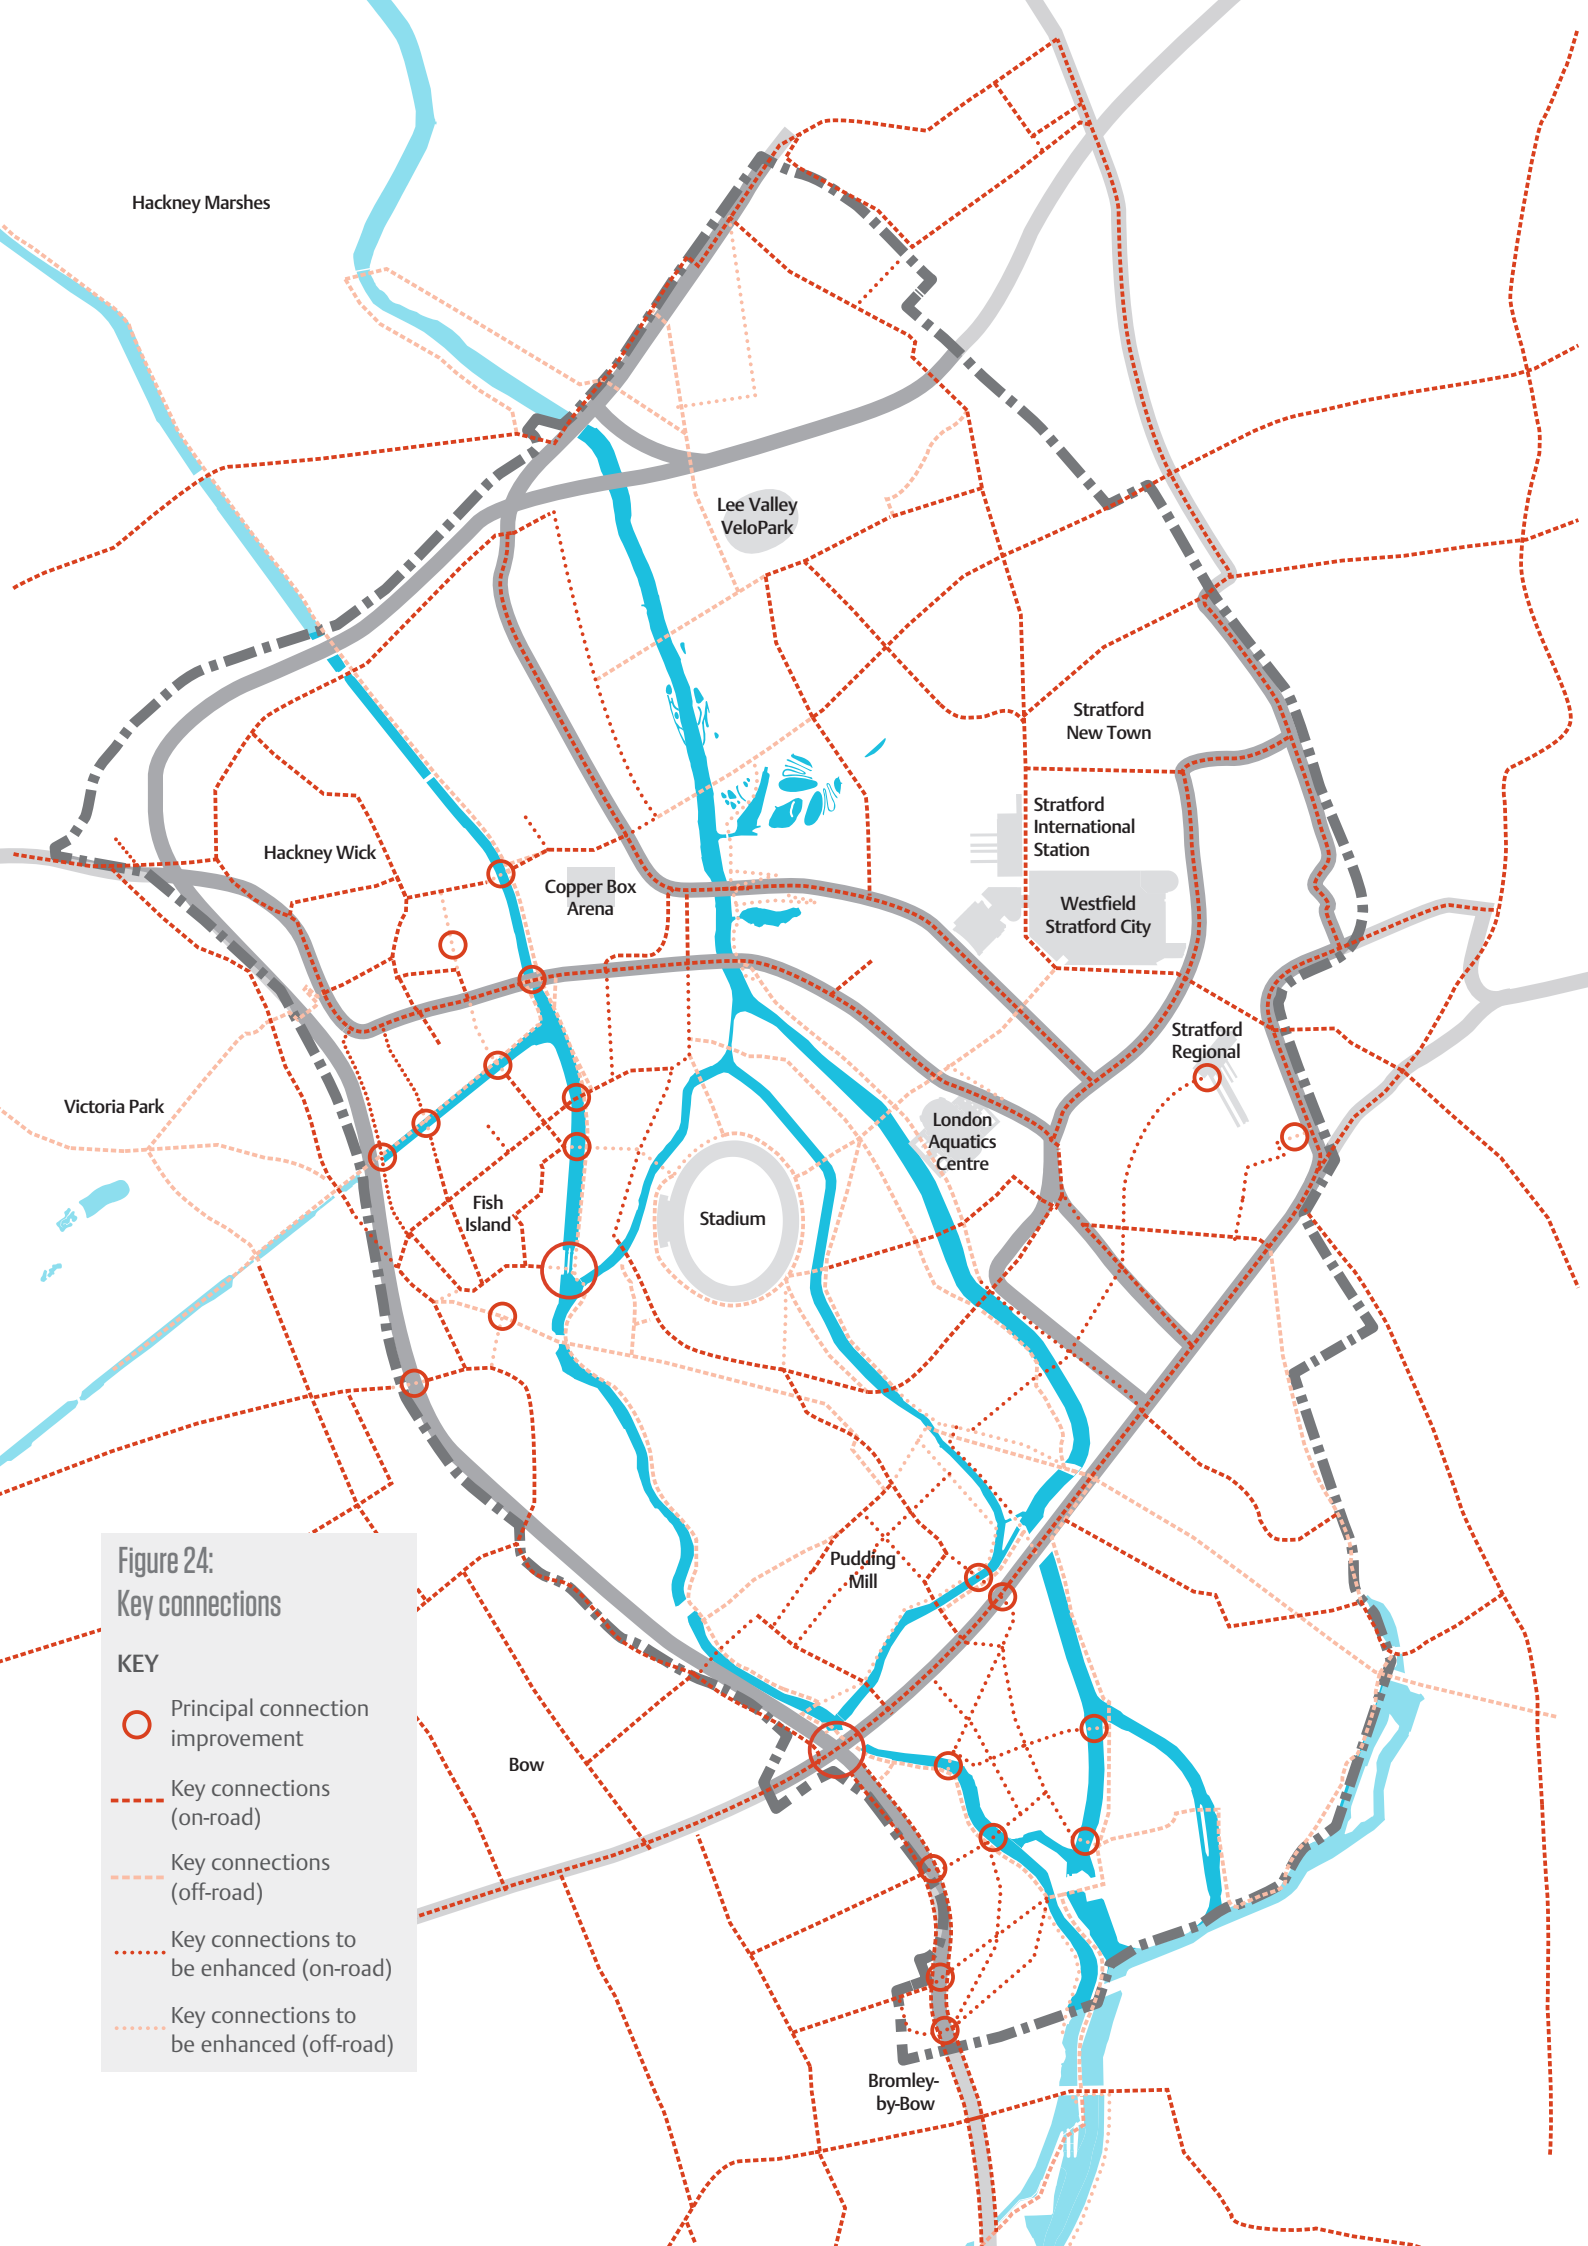 Hackney Marshes
Lee Valley
VeloPark
Stratford
New Town
Stratford
International
Station
Hackney Wick
Copper Box
Arena
Westfield
Stratford City
Stratford
Regional
Victoria Park
London
Aquatics
Centre
Fish
Island
Stadium
Pudding
Mill
Figure 24:
Key connections
KEY
Principal connection
improvement
Key connections
(on-road)
Key connections
(off-road)
Key connections to
be enhanced (on-road)
Key connections to
be enhanced (off-road)
Bow
Bromley-
by-Bow